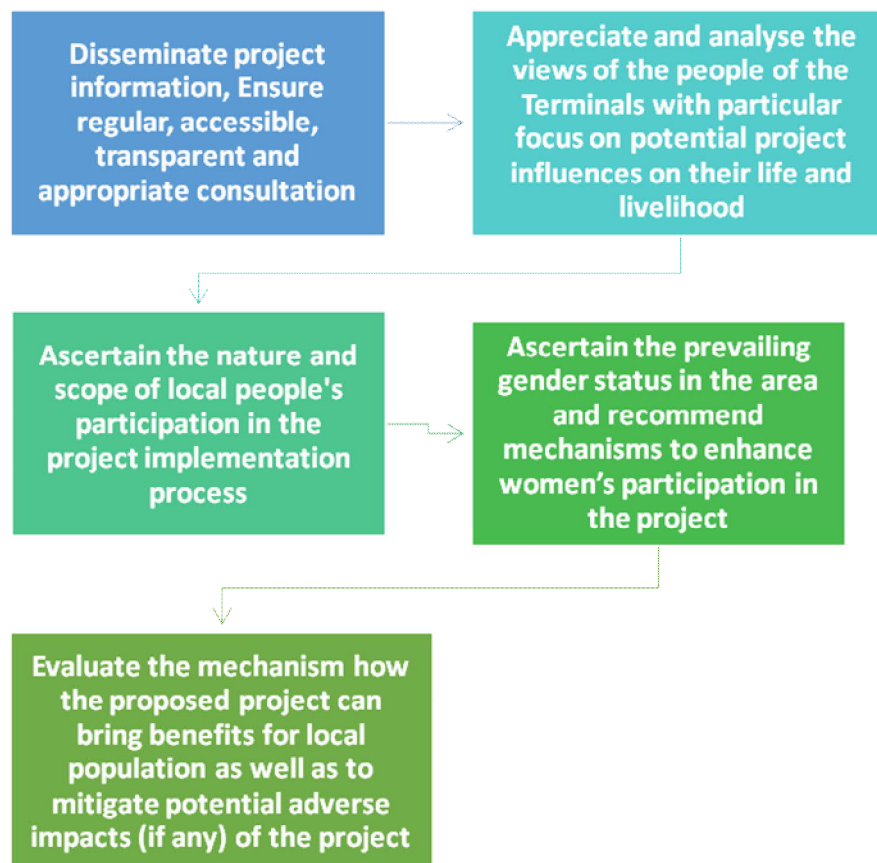 Disseminate project
information, Ensure
regular, accessible,
transparent and
appropriate consultation
Appreciate and analyse the
views of the people of the
Terminals with particular
focus on potential project
influences on their life and
livelihood
Ascertain the nature and
scope of local people's
participation in the
project implementation
process
Ascertain the prevailing
gender status in the area
and recommend
mechanisms to enhance
women’s participation in
the project
Evaluate the mechanism how
the proposed project can
bring benefits for local
population as well as to
mitigate potential adverse
impacts (if any) of the project